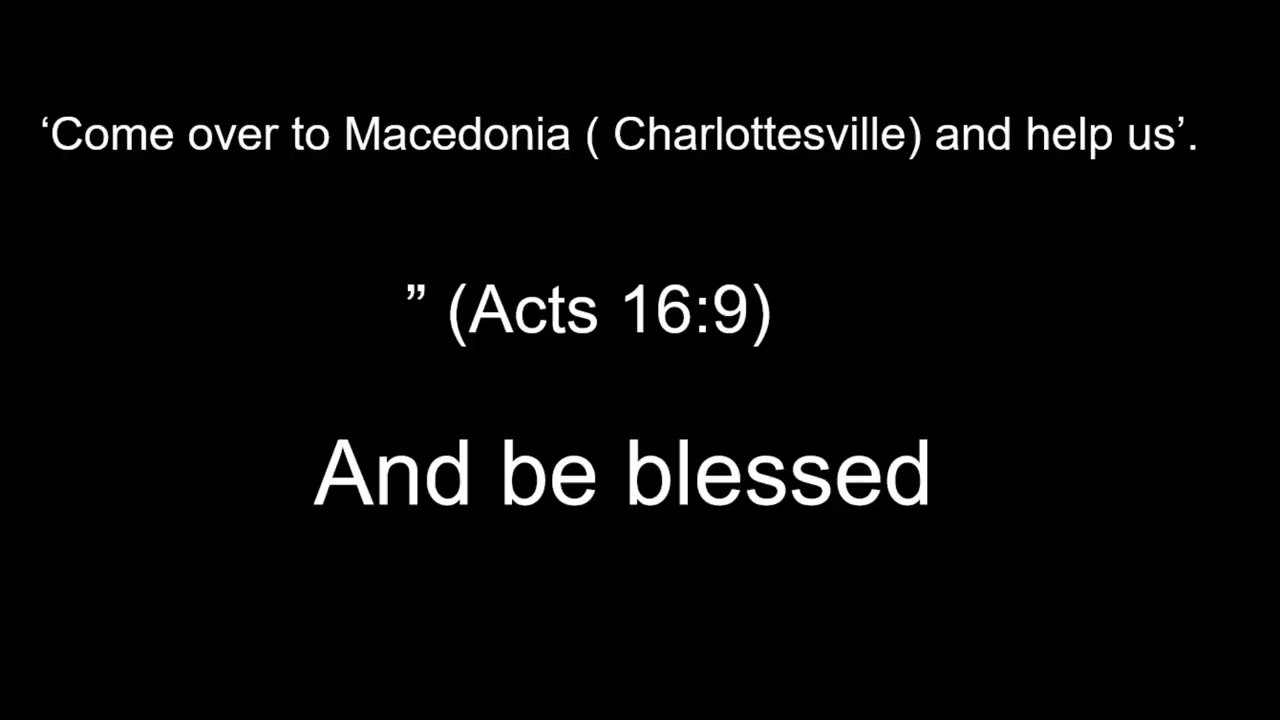 ‘Come over to Macedonia ( Charlottesville) and help us’.
” (Acts 16:9)
And be blessed